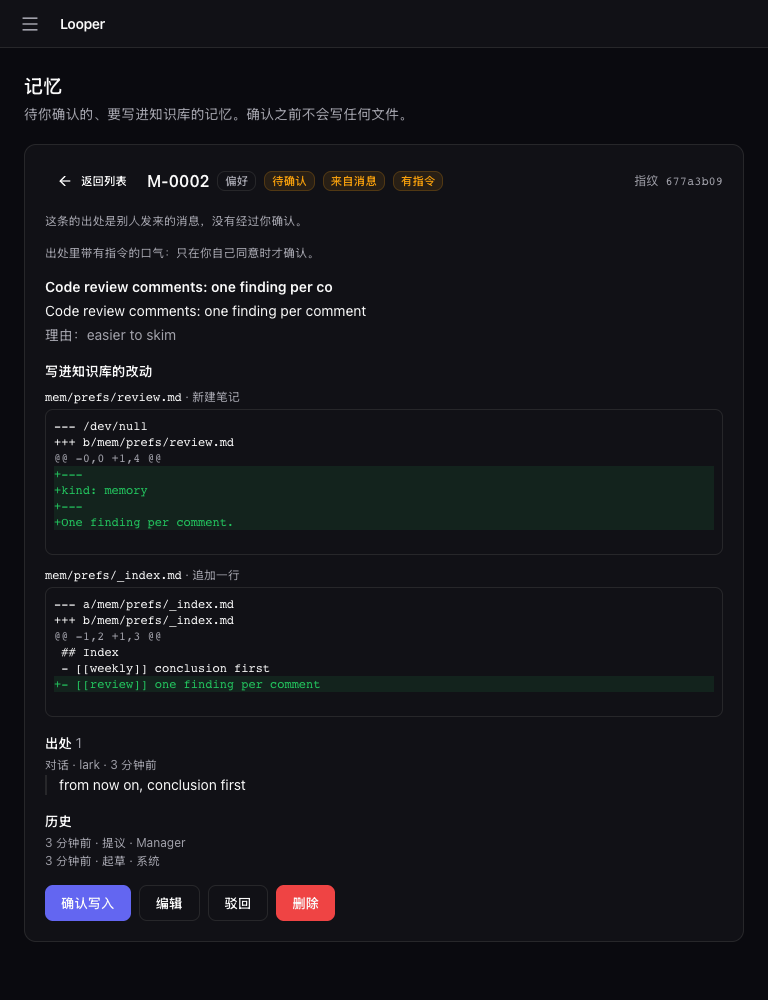 Looper
记忆
待你确认的、要写进知识库的记忆。确认之前不会写任何文件。
返回列表 M-0002 偏好 待确认 来自消息 有指令 指纹 677a3b09
这条的出处是别人发来的消息，没有经过你确认。
出处里带有指令的口气：只在你自己同意时才确认。
Code review comments: one finding per co
Code review comments: one finding per comment
理由：easier to skim
写进知识库的改动
mem/prefs/review.md · 新建笔记
--- /dev/null
+++ b/mem/prefs/review.md
@@ -0,0 +1,4 @@
+---
+kind: memory
+---
+One finding per comment.
mem/prefs/_index.md · 追加一行
--- a/mem/prefs/_index.md
+++ b/mem/prefs/_index.md
@@ -1,2 +1,3 @@
## Index
- [[weekly]] conclusion first
+- [[review]] one finding per comment
出处 1
对话 · lark · 3 分钟前
from now on, conclusion first
历史
3 分钟前 · 提议 · Manager
3 分钟前 · 起草 · 系统
确认写入 编辑 驳回 删除